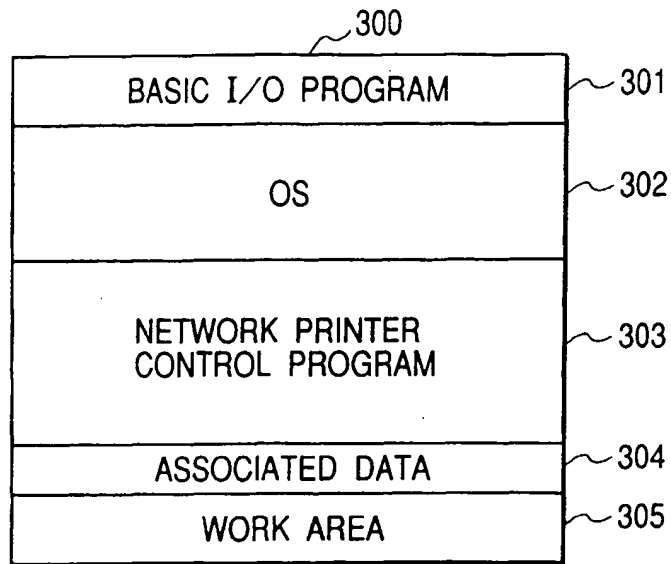 300
BASIC I/O PROGRAM
301
OS
302
NETWORK PRINTER
CONTROL PROGRAM
303
ASSOCIATED DATA
304
WORK AREA
305